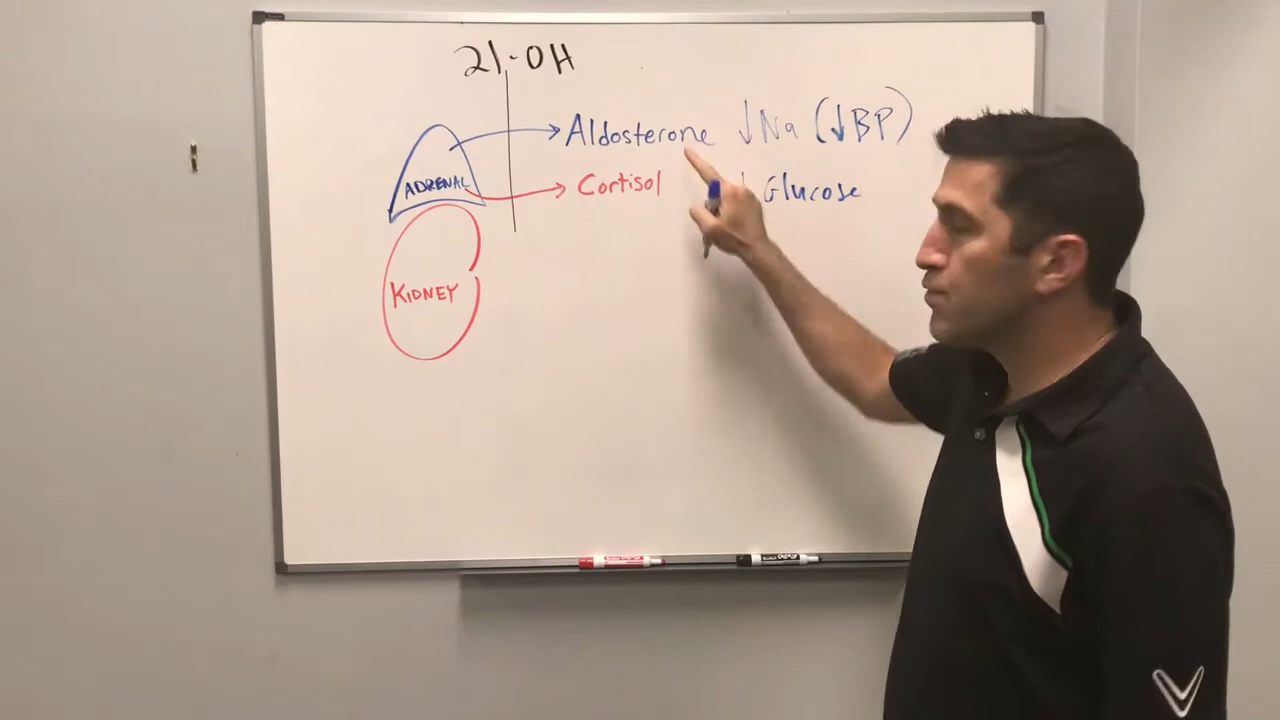 21-OH
Aldosterone ↓Na (↓BP)
ADRENAL
Cortisol ↓ Glucose
KIDNEY